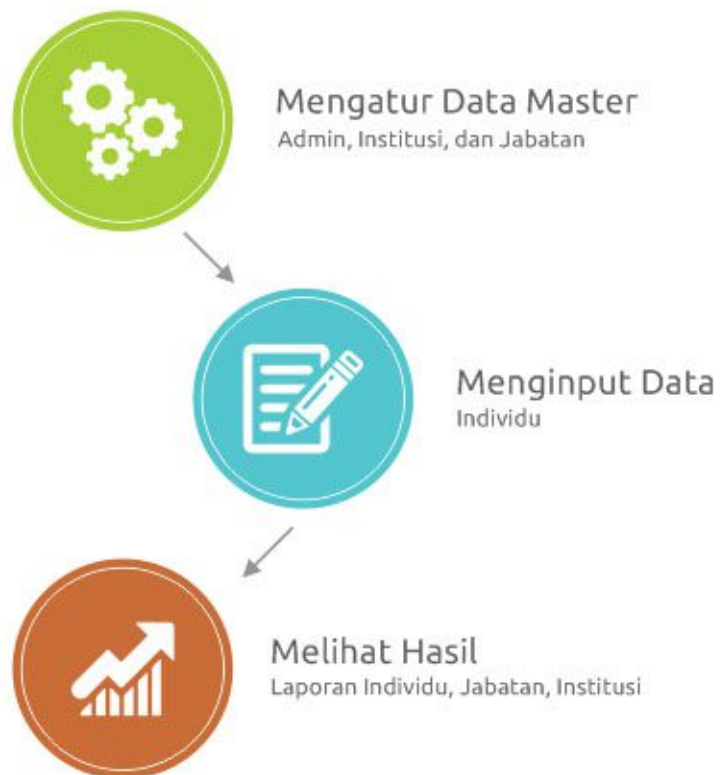 Mengatur Data Master
Admin, Institusi, dan Jabatan
Menginput Data
Individu
Melihat Hasil
Laporan Individu, Jabatan, Institusi